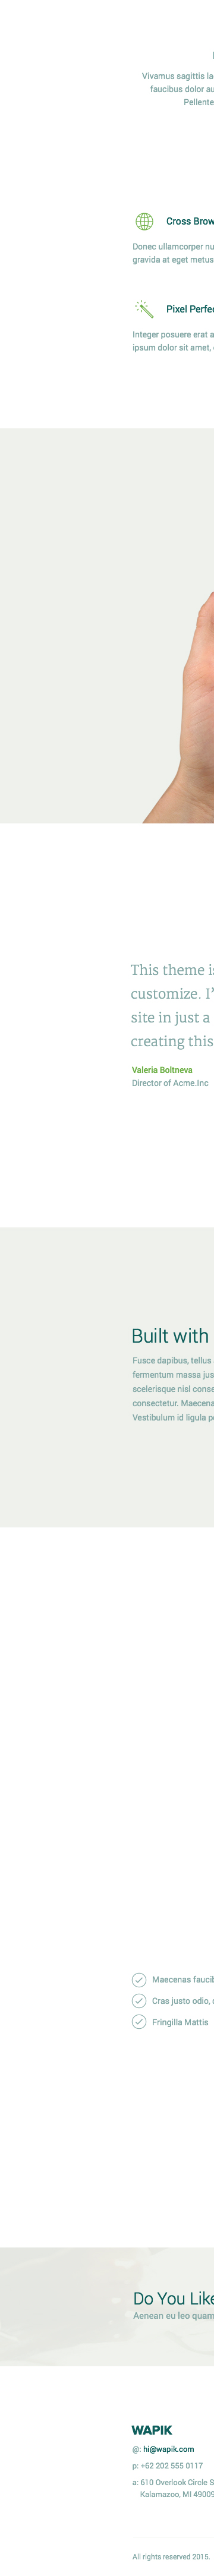 Vivamus sagittis la
faucibus dolor au
Pellente
Cross Brow
Donec ullamcorper nu
gravida at eget metus
Pixel Perfec
Integer posuere erat a
ipsum dolor sit amet,
This theme is
customize. I'
site in just a
creating this
Valeria Boltneva
Director of Acme.Inc
Built with
Fusce dapibus, tellus
fermentum massa jus
scelerisque nisl conse
consectetur. Maecena
Vestibulum id ligula p
Maecenas faucib
Cras justo odio,
Fringilla Mattis
Do You Like
Aenean eu leo quam
WAPIK
@: hi@wapik.com
p: +62 202 555 0117
a: 610 Overlook Circle S
Kalamazoo, MI 49009
All rights reserved 2015.